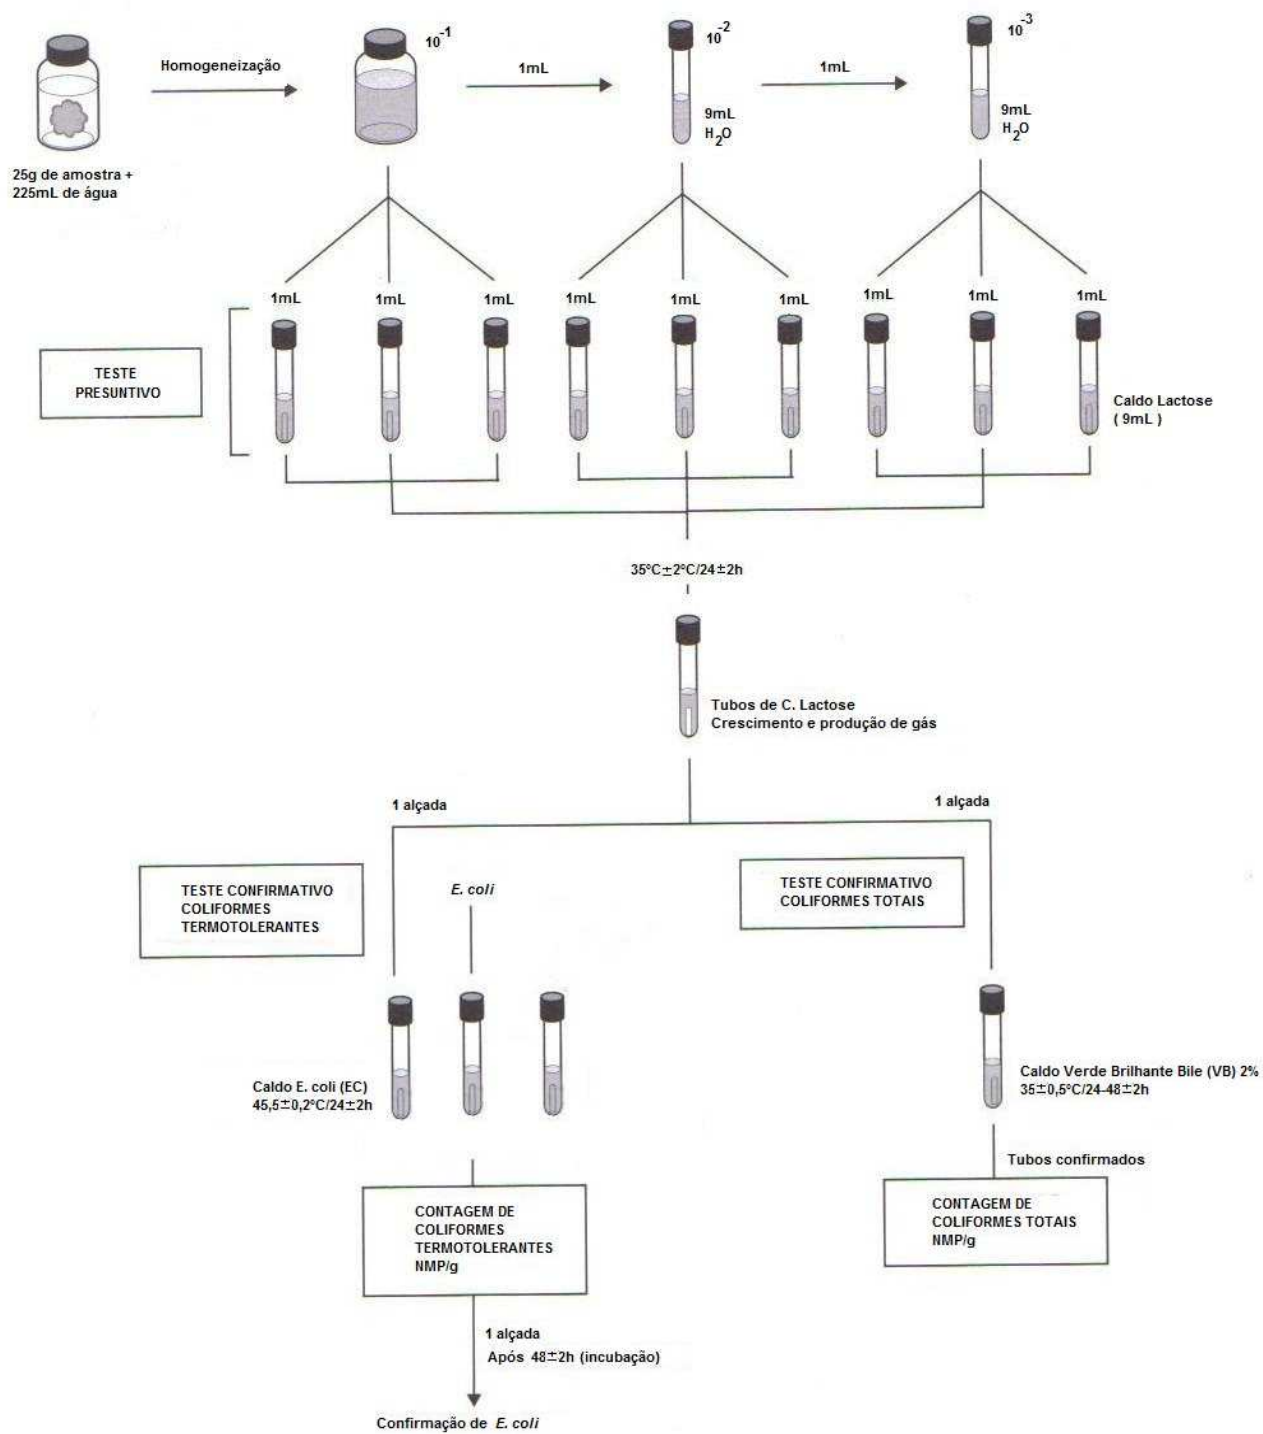 10-1
10-2
10-3
Homogeneização
1mL
1mL
9mL
H2O
9mL
H2O
25g de amostra +
225mL de água
1mL
1mL
1mL
1mL
1mL
1mL
1mL
1mL
1mL
TESTE
PRESUNTIVO
Caldo Lactose
( 9mL )
35ºC±2ºC/24±2h
Tubos de C. Lactose
Crescimento e produção de gás
1 alçada
1 alçada
TESTE CONFIRMATIVO
COLIFORMES
TERMOTOLERANTES
E. coli
TESTE CONFIRMATIVO
COLIFORMES TOTAIS
Caldo E. coli (EC)
45,5±0,2ºC/24±2h
Caldo Verde Brilhante Bile (VB) 2%
35±0,5ºC/24-48±2h
Tubos confirmados
CONTAGEM DE
COLIFORMES
TERMOTOLERANTES
NMP/g
CONTAGEM DE
COLIFORMES TOTAIS
NMP/g
1 alçada
Após 48±2h (incubação)
Confirmação de E. coli